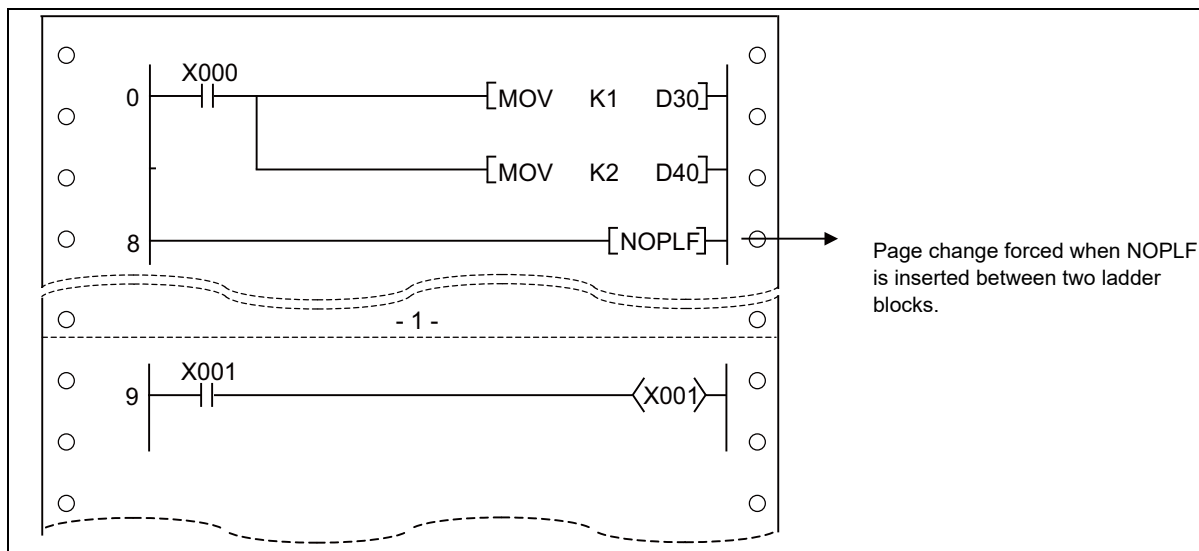 X000
0 [MOV K1 D30]
[MOV K2 D40]
8 [NOPLF]
Page change forced when NOPLF
is inserted between two ladder
blocks.
- 1 -
X001
9 <X001>